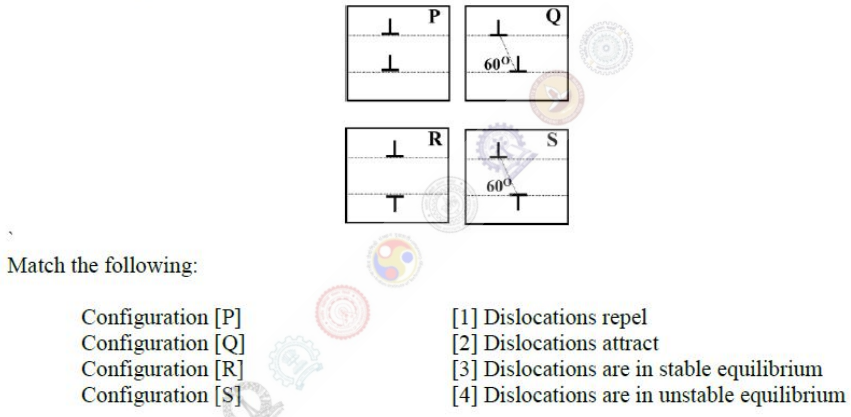 P
Q
60°
R
S
60°
`
Match the following:
Configuration [P] [1] Dislocations repel
Configuration [Q] [2] Dislocations attract
Configuration [R] [3] Dislocations are in stable equilibrium
Configuration [S] [4] Dislocations are in unstable equilibrium